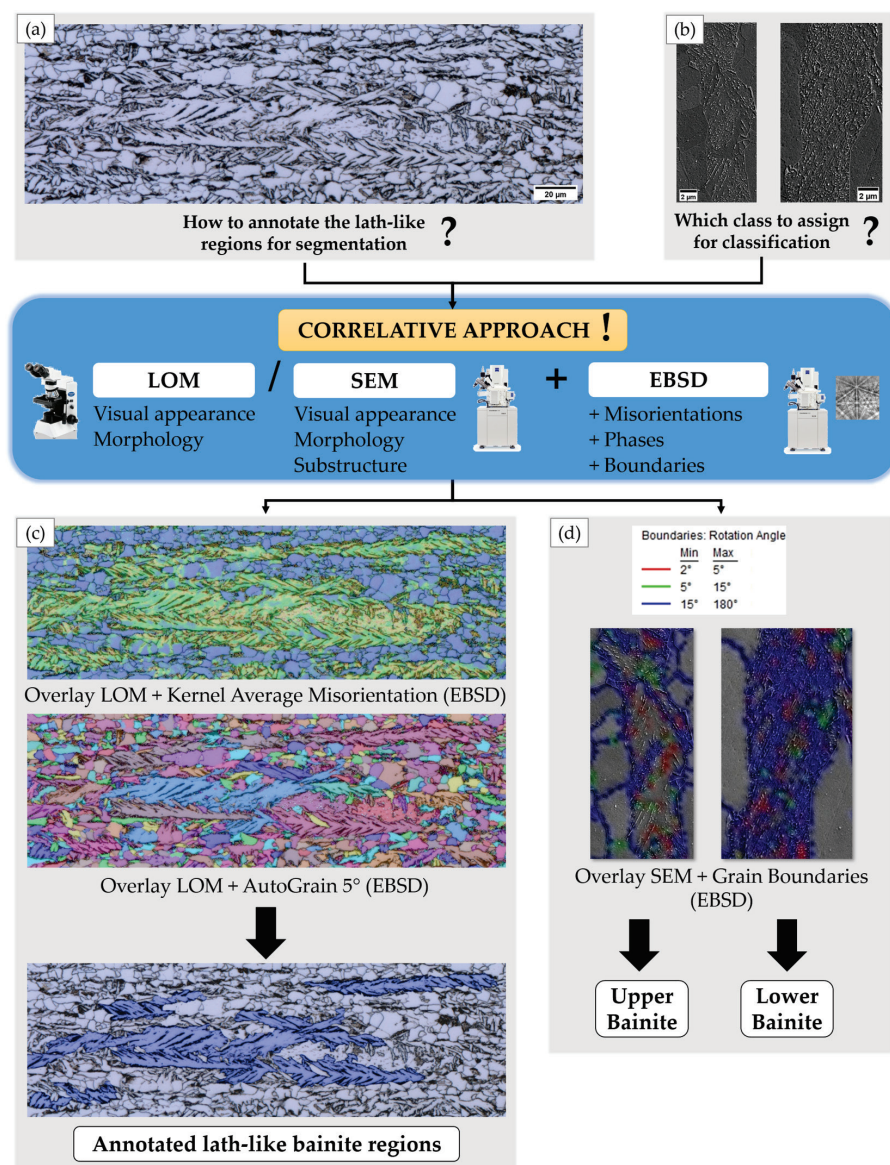 (a)
20 µm
How to annotate the lath-like
regions for segmentation ?
(b)
2 µm
2 µm
Which class to assign
for classification ?
CORRELATIVE APPROACH !
LOM
Visual appearance
Morphology
/
SEM
Visual appearance
Morphology
Substructure
+
EBSD
+ Misorientations
+ Phases
+ Boundaries
(c)
Overlay LOM + Kernel Average Misorientation (EBSD)
Overlay LOM + AutoGrain 5° (EBSD)
Annotated lath-like bainite regions
(d)
Boundaries: Rotation Angle
Min Max
2° 5°
5° 15°
15° 180°
Overlay SEM + Grain Boundaries
(EBSD)
Upper
Bainite
Lower
Bainite